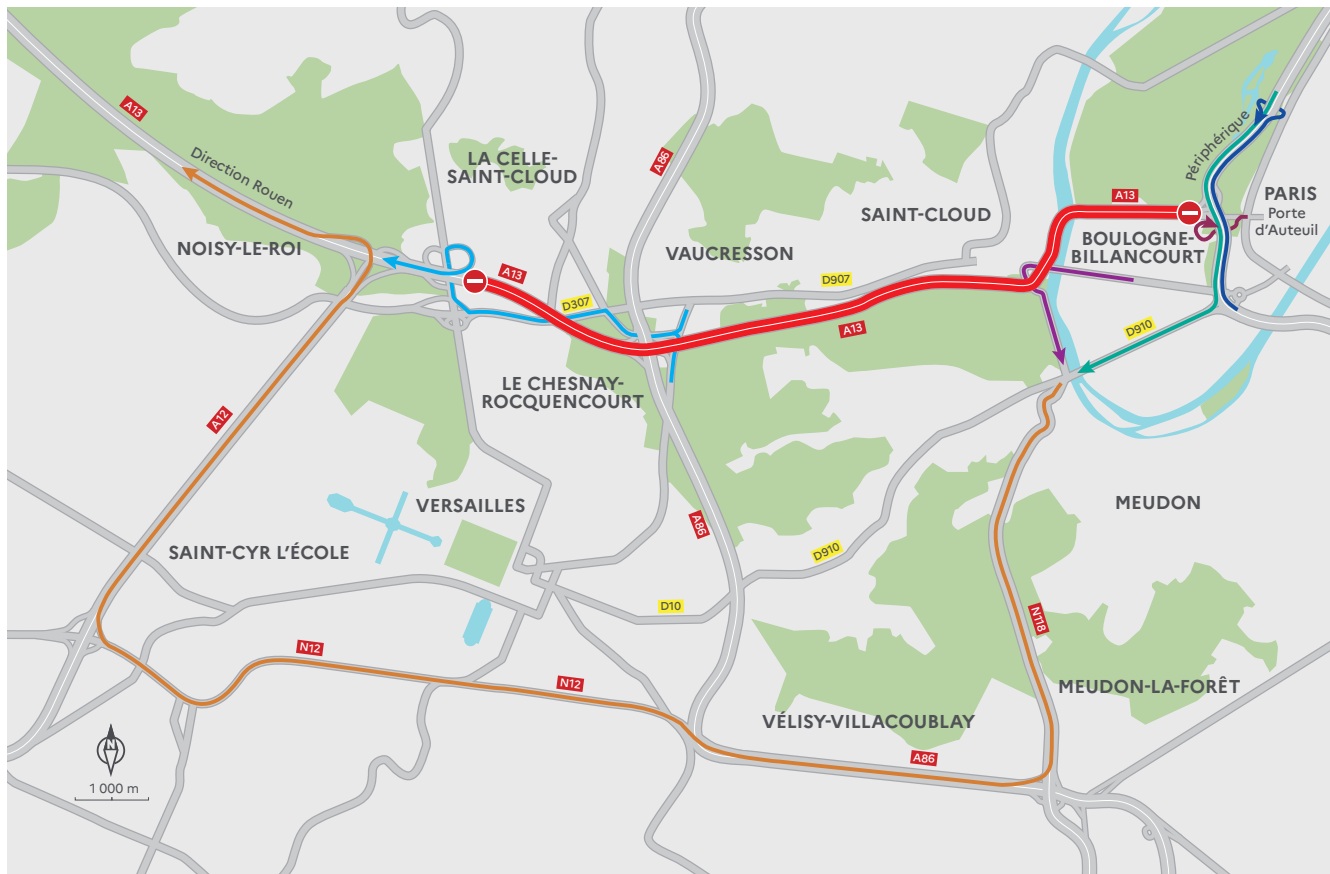 A13
Direction Rouen
LA CELLE-
SAINT-CLOUD
A86
Périphérique
A13
PARIS
Porte
d'Auteuil
SAINT-CLOUD
BOULOGNE-
BILLANCOURT
NOISY-LE-ROI
VAUCRESSON
A13
D907
D307
A13
D910
LE CHESNAY-
ROCQUENCOURT
A12
VERSAILLES
MEUDON
A86
SAINT-CYR L'ÉCOLE
D910
D10
N118
N12
N12
MEUDON-LA-FORÊT
VÉLISY-VILLACOUBLAY
A86
N
1 000 m